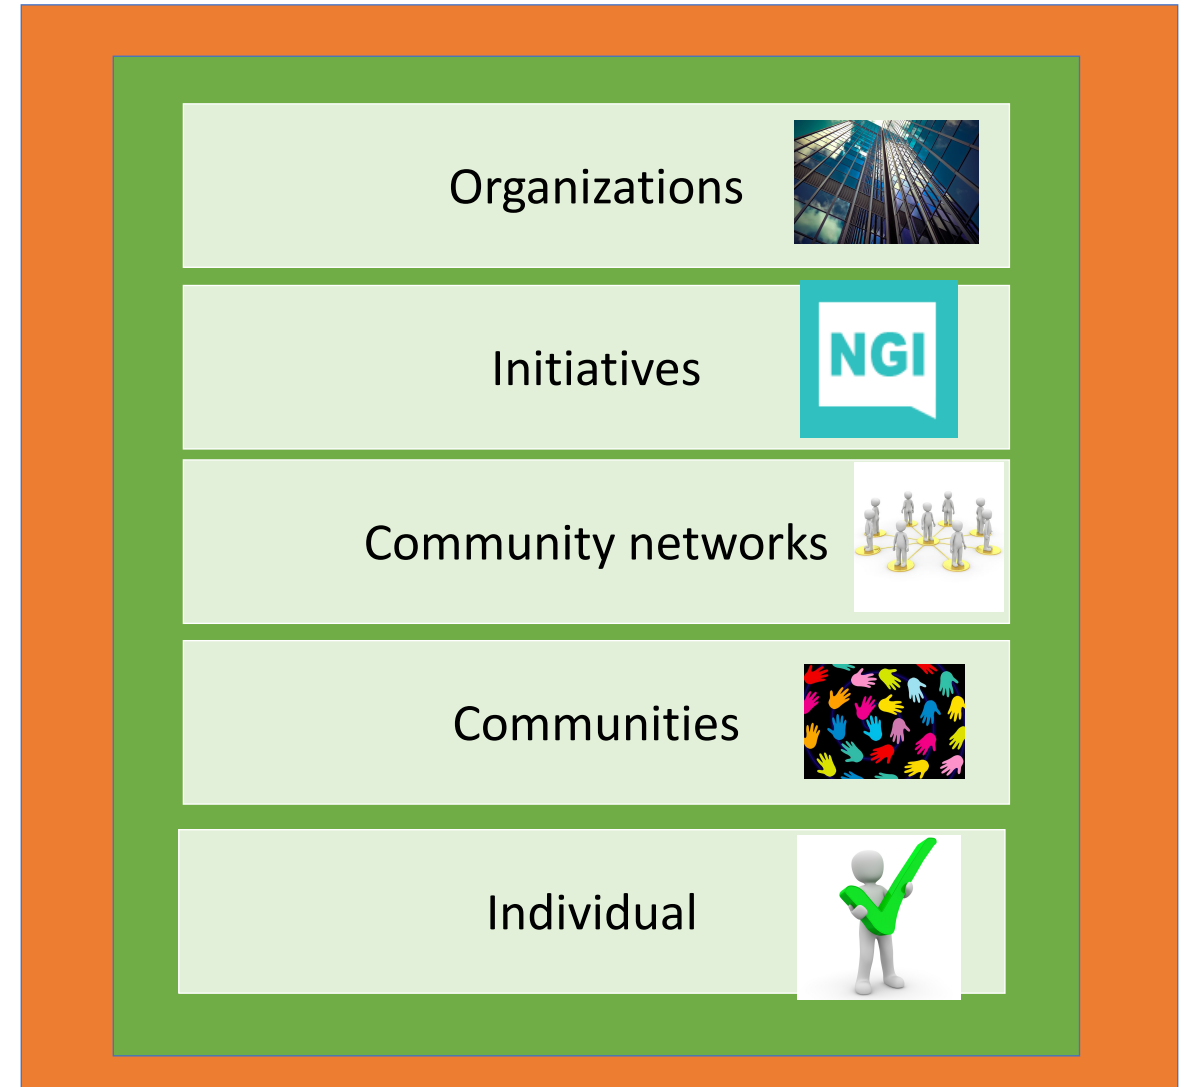 Organizations
Initiatives
NGI
Community networks
Communities
Individual